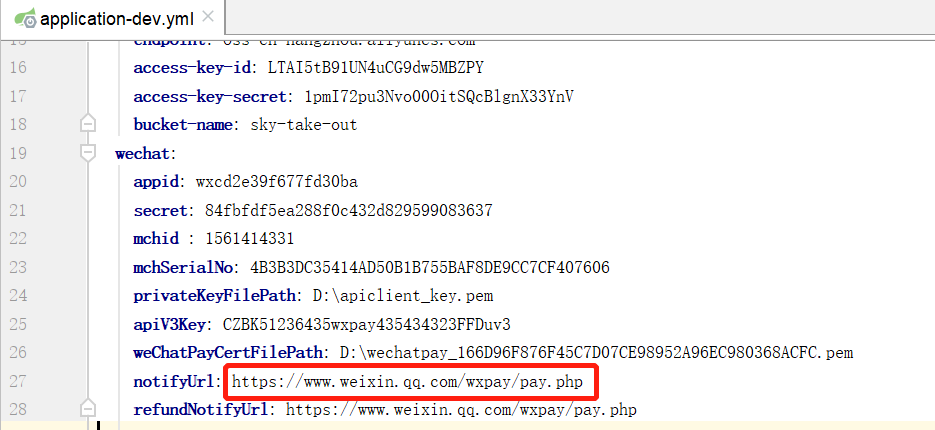 application-dev.yml
16 access-key-id: LTAI5tB91UN4uCG9dw5MBZPY
17 access-key-secret: 1pmI72pu3Nvo000itSQcBlgnX33YnV
18 bucket-name: sky-take-out
19 wechat:
20 appid: wxcd2e39f677fd30ba
21 secret: 84fbfdf5ea288f0c432d829599083637
22 mchid : 1561414331
23 mchSerialNo: 4B3B3DC35414AD50B1B755BAF8DE9CC7CF407606
24 privateKeyFilePath: D:\apiclient_key.pem
25 apiV3Key: CZBK51236435wxpay435434323FFDuv3
26 weChatPayCertFilePath: D:\wechatpay_166D96F876F45C7D07CE98952A96EC980368ACFC.pem
27 notifyUrl: https://www.weixin.qq.com/wxpay/pay.php
28 refundNotifyUrl: https://www.weixin.qq.com/wxpay/pay.php